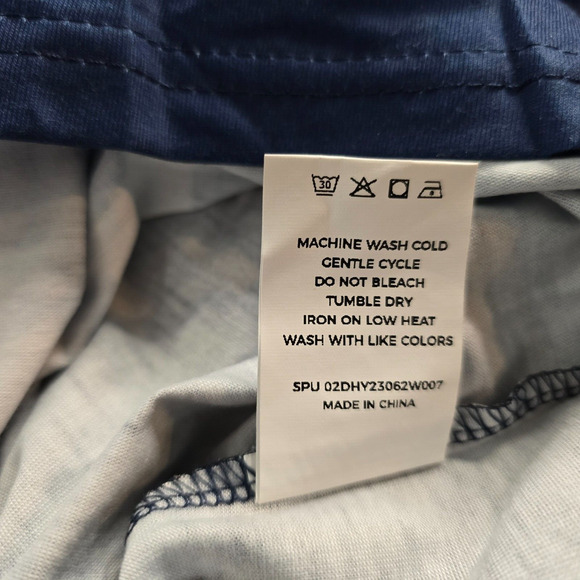 30
MACHINE WASH COLD
GENTLE CYCLE
DO NOT BLEACH
TUMBLE DRY
IRON ON LOW HEAT
WASH WITH LIKE COLORS
SPU 02DHY23062W007
MADE IN CHINA